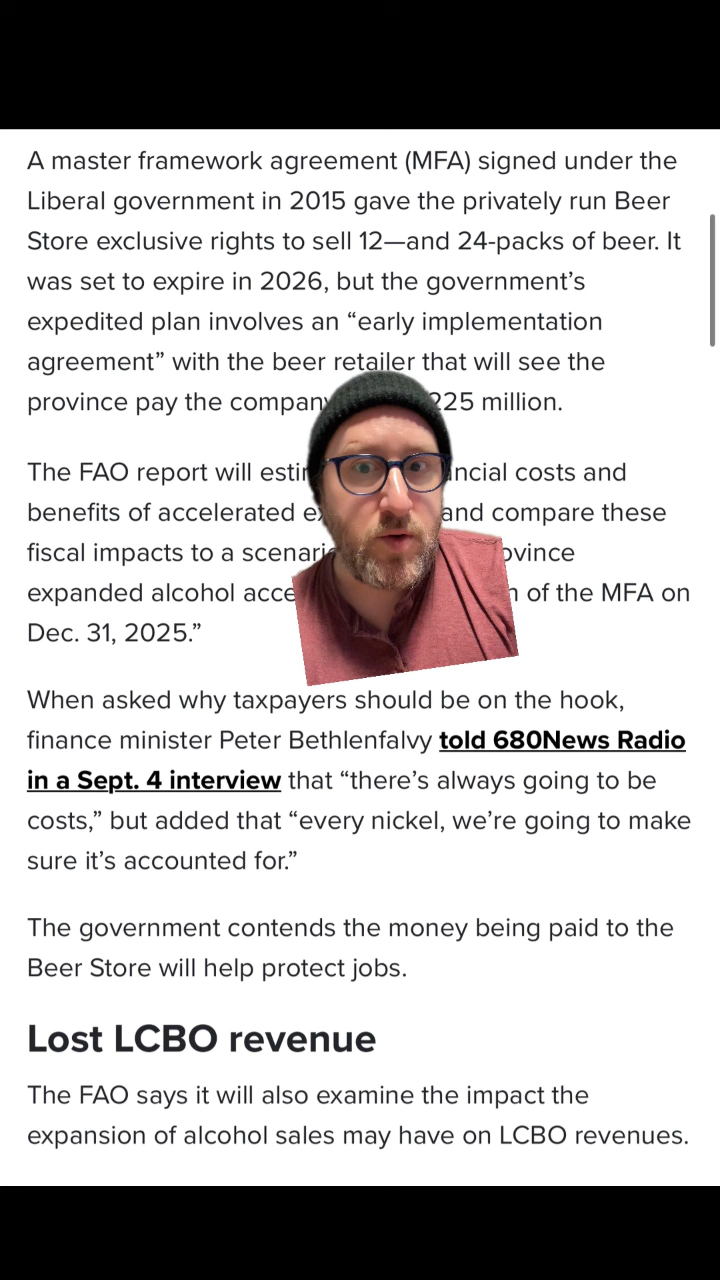 A master framework agreement (MFA) signed under the
Liberal government in 2015 gave the privately run Beer
Store exclusive rights to sell 12—and 24-packs of beer. It
was set to expire in 2026, but the government’s
expedited plan involves an “early implementation
agreement” with the beer retailer that will see the
province pay the company 225 million.
The FAO report will costs and
benefits of accelerated and compare these
fiscal impacts to a
expanded alcohol of the MFA on
Dec. 31, 2025.”
When asked why taxpayers should be on the hook,
finance minister Peter Bethlenfalvy told 680News Radio
in a Sept. 4 interview that “there’s always going to be
costs,” but added that “every nickel, we’re going to make
sure it’s accounted for.”
The government contends the money being paid to the
Beer Store will help protect jobs.
Lost LCBO revenue
The FAO says it will also examine the impact the
expansion of alcohol sales may have on LCBO revenues.